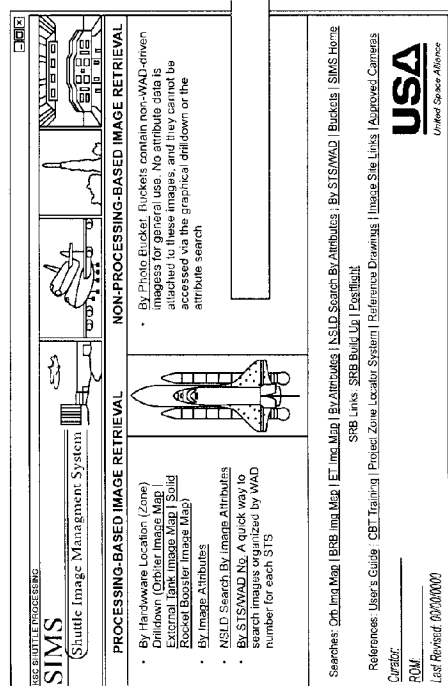 KSC SHUTTLE PROCESSING
SIMS
Shuttle Image Managment System
PROCESSING-BASED IMAGE RETRIEVAL
• By Hardwware Location (Zone)
Drilldown (Orbiter Image Map |
External Tank Image Map | Solid
Rocket Booster Image Map)
• By Image Attributes
• NSLD Search By Image Attributes
• By STS/WAD No. A quick way to
search images organized by WAD
number for each STS
NON-PROCESSING-BASED IMAGE RETRIEVAL
• By Photo Bucket. Buckets contain non-WAD-driven
imagess for general use. No attribute data is
attached to these images, and they cannot be
accessed via the graphical drilldown or the
attribute search
Searches: Orb Img Map | BRB Img Map | ET Img Map | By Attributes | NSLD Search By Attributes | By STS/WAD | Buckets | SIMS Home
SRB Links: SRB Build Up | Postflight
References: User's Guide | CBT Training | Project Zone Locator System | Reference Drawings | Image Site Links | Approved Cameras
Curator:
ROM:
Last Revised: 00/00/0000
USA
United Space Alliance